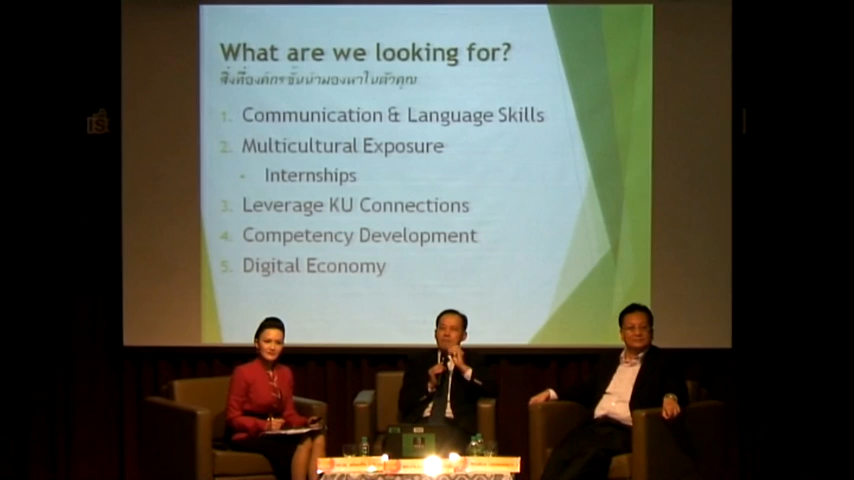 What are we looking for?
สิ่งที่องค์กรชั้นนำมองหาในตัวคุณ
1. Communication & Language Skills
2. Multicultural Exposure
- Internships
3. Leverage KU Connections
4. Competency Development
5. Digital Economy